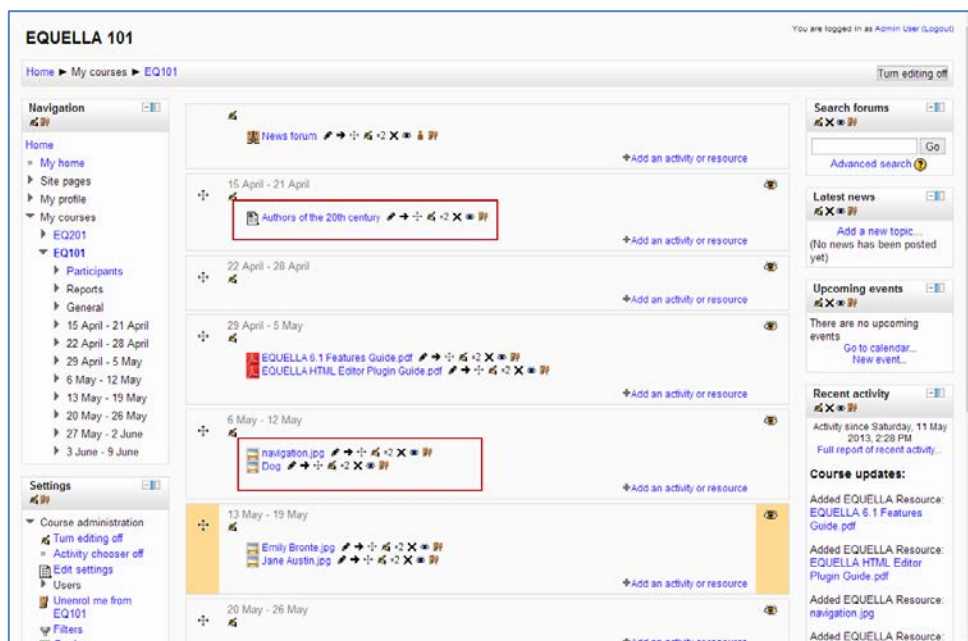 You are logged in as Admin User (Logout)
EQUELLA 101
Home ► My courses ► EQ101
Turn editing off
Navigation
Home
My home
Site pages
My profile
My courses
EQ201
EQ101
Participants
Reports
General
15 April - 21 April
22 April - 28 April
29 April - 5 May
6 May - 12 May
13 May - 19 May
20 May - 26 May
27 May - 2 June
3 June - 9 June
Settings
Course administration
Turn editing off
Activity chooser off
Edit settings
Users
Unenrol me from
EQ101
Filters
News forum ×2
+Add an activity or resource
15 April - 21 April
Authors of the 20th century ×2
+Add an activity or resource
22 April - 28 April
+Add an activity or resource
29 April - 5 May
EQUELLA 6.1 Features Guide.pdf ×2
EQUELLA HTML Editor Plugin Guide.pdf ×2
+Add an activity or resource
6 May - 12 May
navigation.jpg ×2
Dog ×2
+Add an activity or resource
13 May - 19 May
Emily Bronte.jpg ×2
Jane Austin.jpg ×2
+Add an activity or resource
20 May - 26 May
Search forums
Go
Advanced search ?
Latest news
Add a new topic...
(No news has been posted
yet)
Upcoming events
There are no upcoming
events
Go to calendar...
New event...
Recent activity
Activity since Saturday, 11 May
2013, 2:28 PM
Full report of recent activity...
Course updates:
Added EQUELLA Resource:
EQUELLA 6.1 Features
Guide.pdf
Added EQUELLA Resource:
EQUELLA HTML Editor
Plugin Guide.pdf
Added EQUELLA Resource:
navigation.jpg
Added EQUELLA Resource: